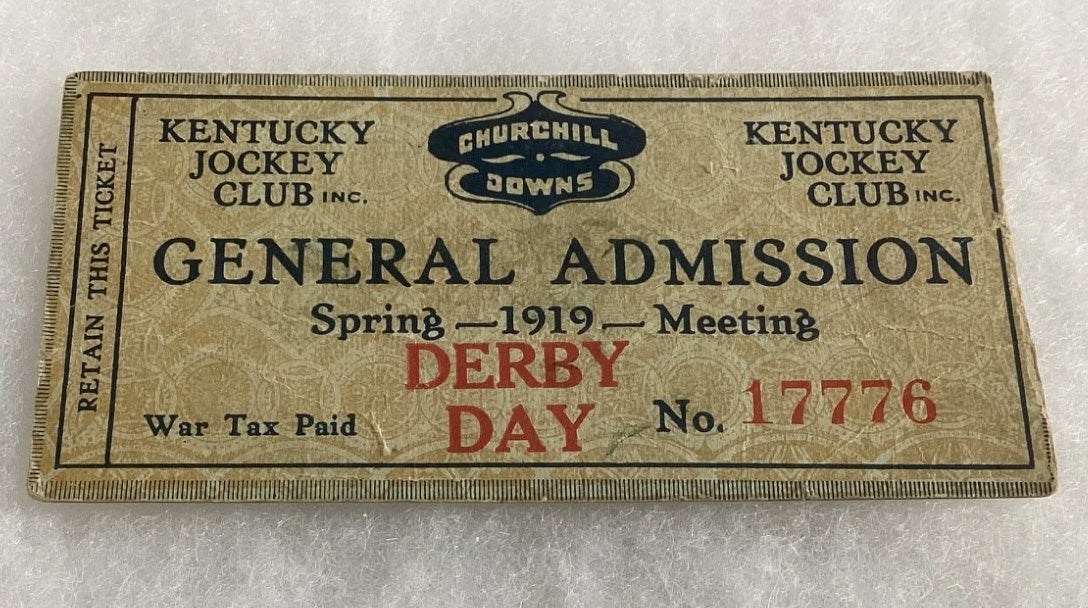 RETAIN THIS TICKET
KENTUCKY
JOCKEY
CLUB INC.
CHURCHILL
DOWNS
KENTUCKY
JOCKEY
CLUB INC.
GENERAL ADMISSION
Spring — 1919 — Meeting
DERBY
DAY
War Tax Paid
No. 17776